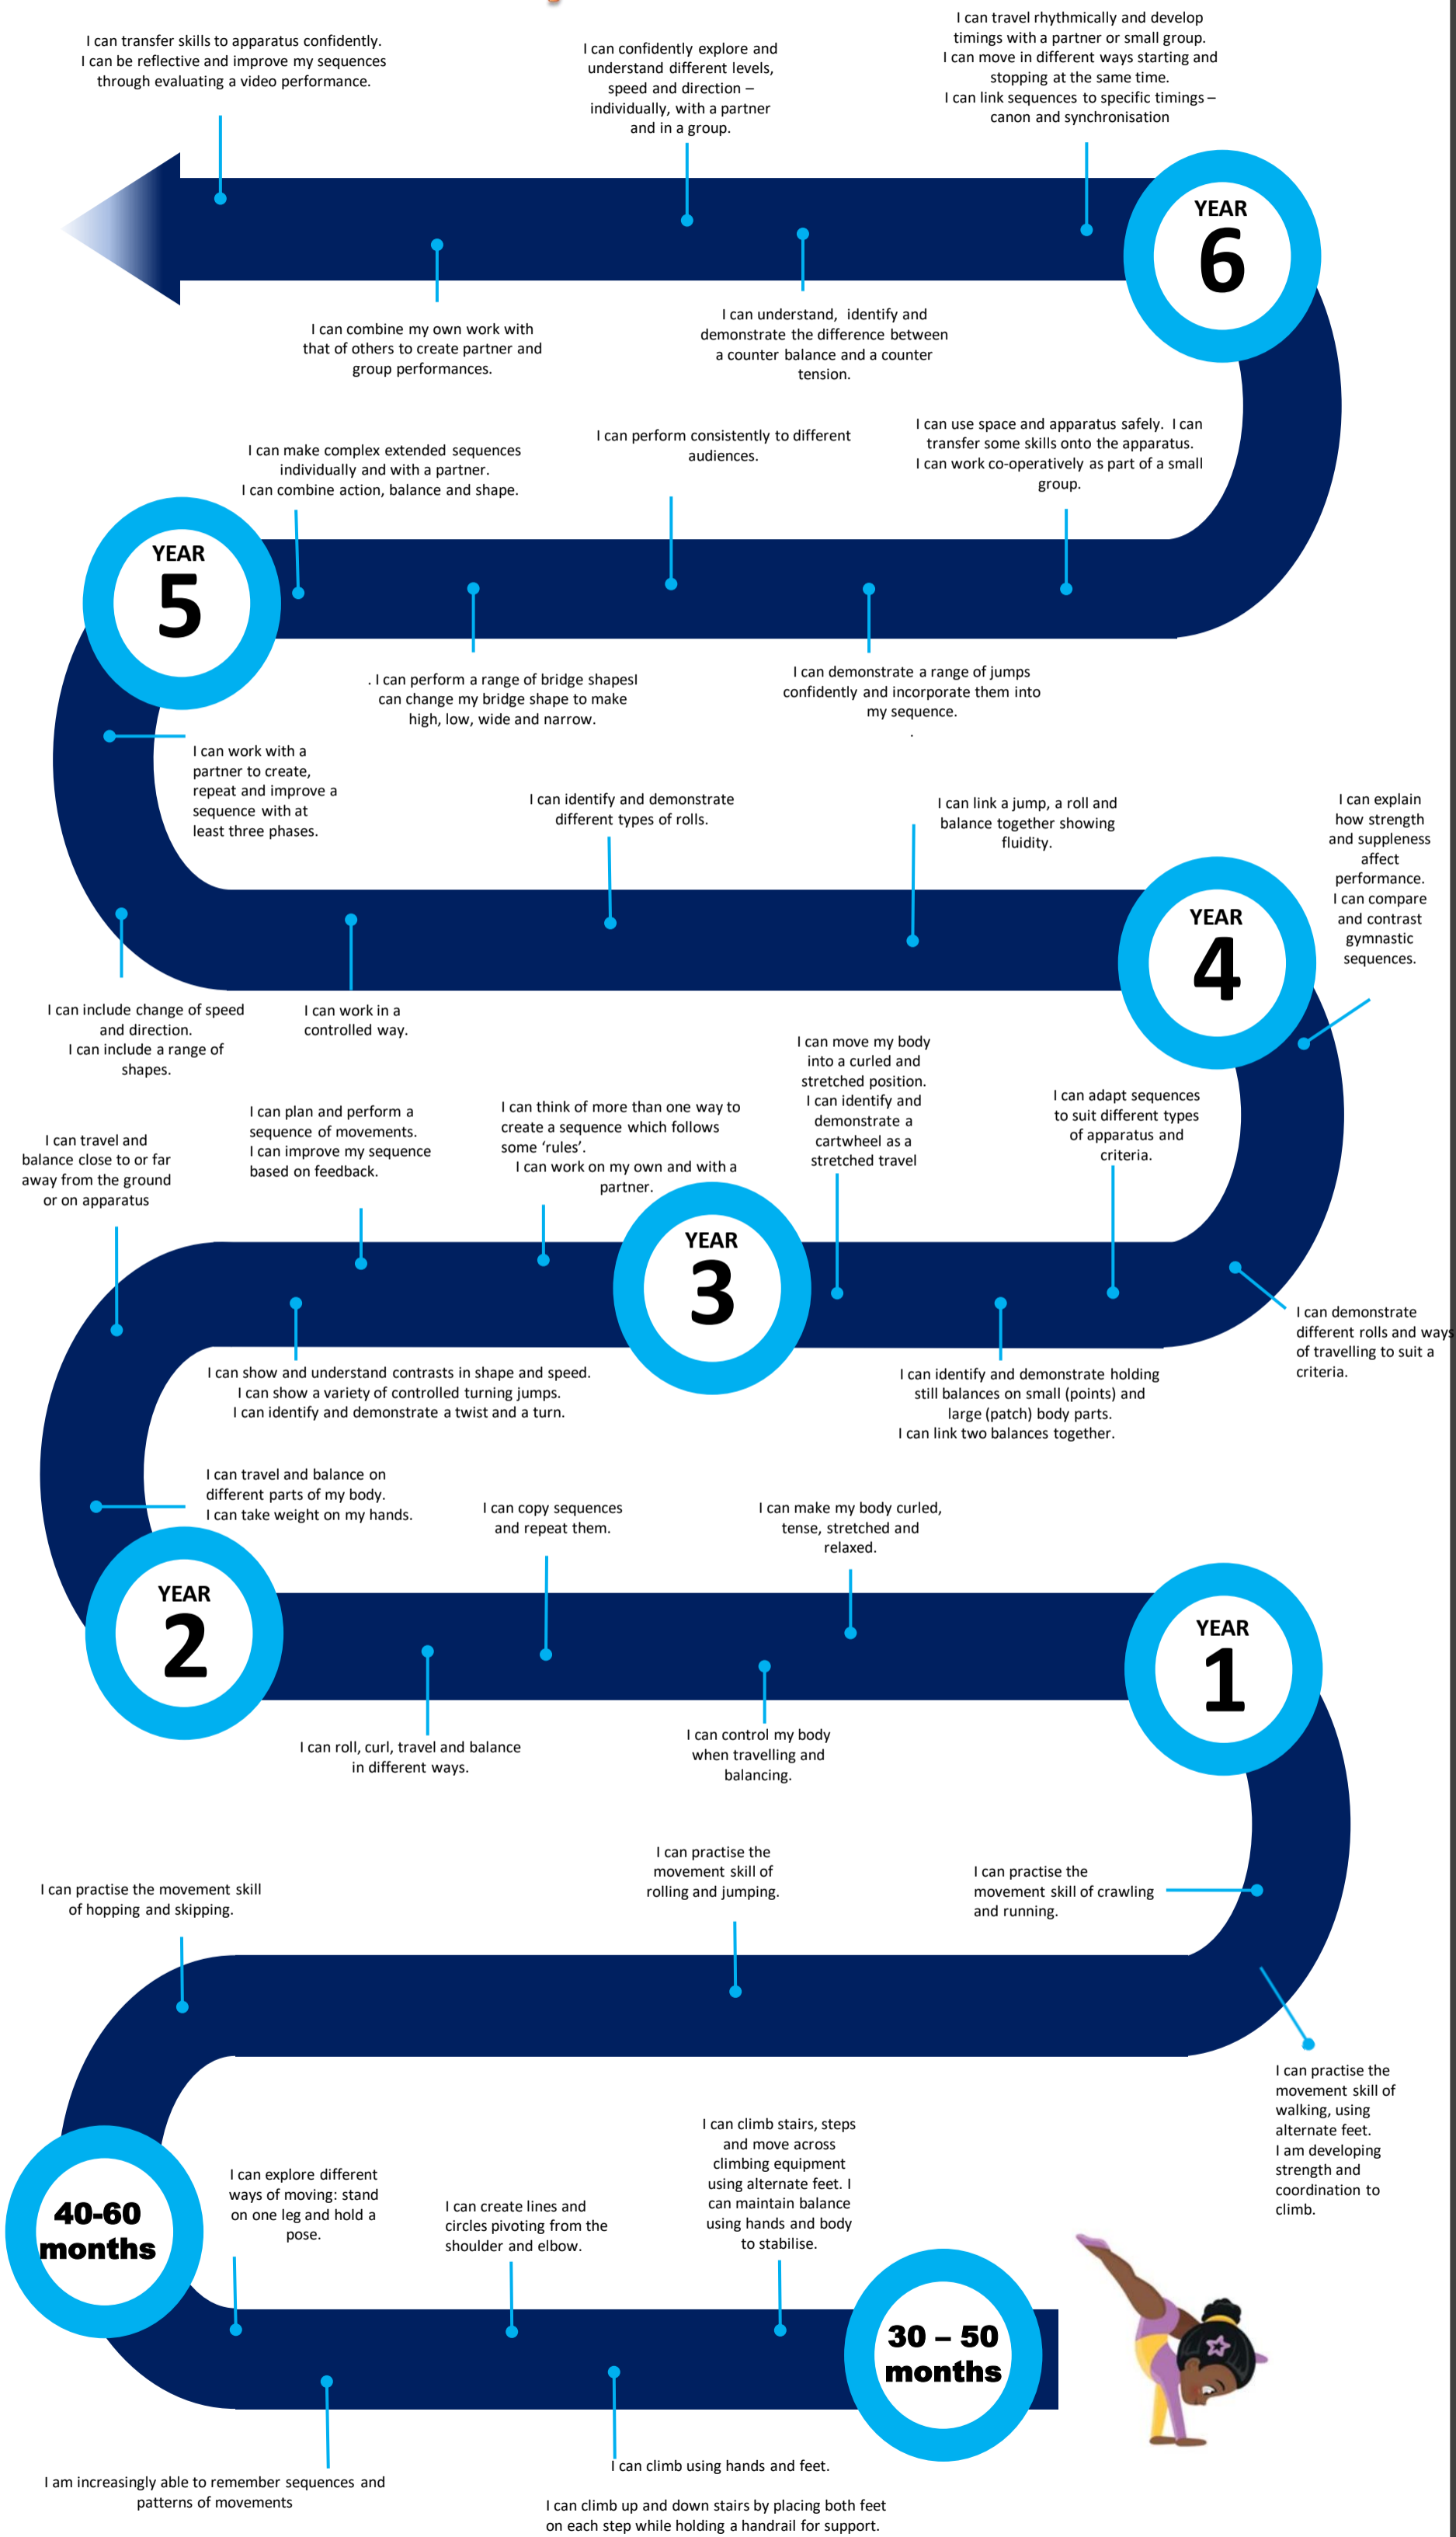 I can transfer skills to apparatus confidently.
I can be reflective and improve my sequences
through evaluating a video performance.
I can confidently explore and
understand different levels,
speed and direction –
individually, with a partner
and in a group.
I can travel rhythmically and develop
timings with a partner or small group.
I can move in different ways starting and
stopping at the same time.
I can link sequences to specific timings –
canon and synchronisation
YEAR
6
I can combine my own work with
that of others to create partner and
group performances.
I can understand, identify and
demonstrate the difference between
a counter balance and a counter
tension.
I can make complex extended sequences
individually and with a partner.
I can combine action, balance and shape.
I can perform consistently to different
audiences.
I can use space and apparatus safely. I can
transfer some skills onto the apparatus.
I can work co-operatively as part of a small
group.
YEAR
5
. I can perform a range of bridge shapesI
can change my bridge shape to make
high, low, wide and narrow.
I can demonstrate a range of jumps
confidently and incorporate them into
my sequence.
.
I can work with a
partner to create,
repeat and improve a
sequence with at
least three phases.
I can identify and demonstrate
different types of rolls.
I can link a jump, a roll and
balance together showing
fluidity.
I can explain
how strength
and suppleness
affect
performance.
I can compare
and contrast
gymnastic
sequences.
YEAR
4
I can include change of speed
and direction.
I can include a range of
shapes.
I can work in a
controlled way.
I can travel and
balance close to or far
away from the ground
or on apparatus
I can plan and perform a
sequence of movements.
I can improve my sequence
based on feedback.
I can think of more than one way to
create a sequence which follows
some ‘rules’.
I can work on my own and with a
partner.
I can move my body
into a curled and
stretched position.
I can identify and
demonstrate a
cartwheel as a
stretched travel
I can adapt sequences
to suit different types
of apparatus and
criteria.
YEAR
3
I can demonstrate
different rolls and ways
of travelling to suit a
criteria.
I can show and understand contrasts in shape and speed.
I can show a variety of controlled turning jumps.
I can identify and demonstrate a twist and a turn.
I can identify and demonstrate holding
still balances on small (points) and
large (patch) body parts.
I can link two balances together.
I can travel and balance on
different parts of my body.
I can take weight on my hands.
I can copy sequences
and repeat them.
I can make my body curled,
tense, stretched and
relaxed.
YEAR
2
YEAR
1
I can roll, curl, travel and balance
in different ways.
I can control my body
when travelling and
balancing.
I can practise the movement skill
of hopping and skipping.
I can practise the
movement skill of
rolling and jumping.
I can practise the
movement skill of crawling
and running.
I can practise the
movement skill of
walking, using
alternate feet.
I am developing
strength and
coordination to
climb.
40-60
months
I can explore different
ways of moving: stand
on one leg and hold a
pose.
I can create lines and
circles pivoting from the
shoulder and elbow.
I can climb stairs, steps
and move across
climbing equipment
using alternate feet. I
can maintain balance
using hands and body
to stabilise.
30 – 50
months
I am increasingly able to remember sequences and
patterns of movements
I can climb using hands and feet.
I can climb up and down stairs by placing both feet
on each step while holding a handrail for support.